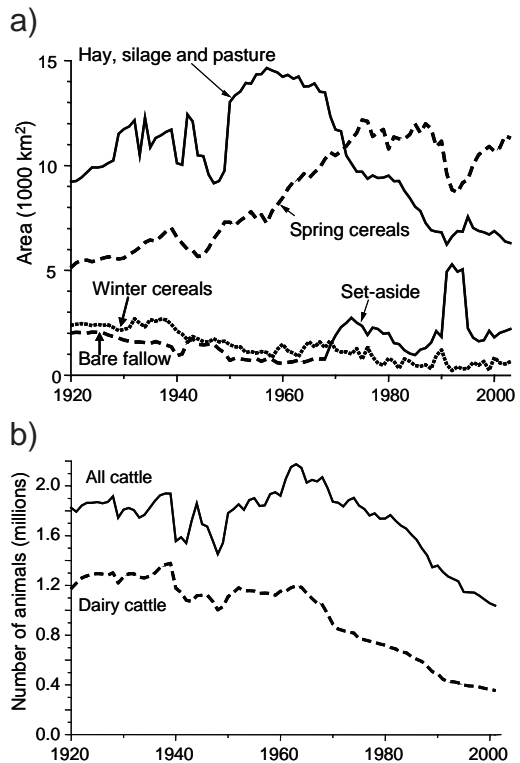 a)
Hay, silage and pasture
15
10
5
0
Area (1000 km²)
Spring cereals
Winter cereals
Set-aside
Bare fallow
1920 1940 1960 1980 2000
b)
All cattle
Dairy cattle
2.0
1.6
1.2
0.8
0.4
0.0
Number of animals (millions)
1920 1940 1960 1980 2000